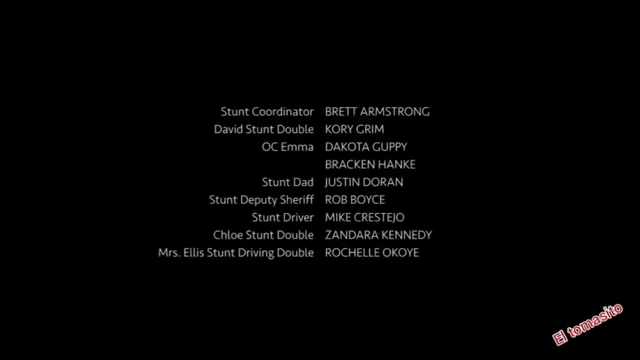 Stunt Coordinator BRETT ARMSTRONG
David Stunt Double KORY GRIM
OC Emma DAKOTA GUPPY
BRACKEN HANKE
Stunt Dad JUSTIN DORAN
Stunt Deputy Sheriff ROB BOYCE
Stunt Driver MIKE CRESTEJO
Chloe Stunt Double ZANDARA KENNEDY
Mrs. Ellis Stunt Driving Double ROCHELLE OKOYE
El tomasito